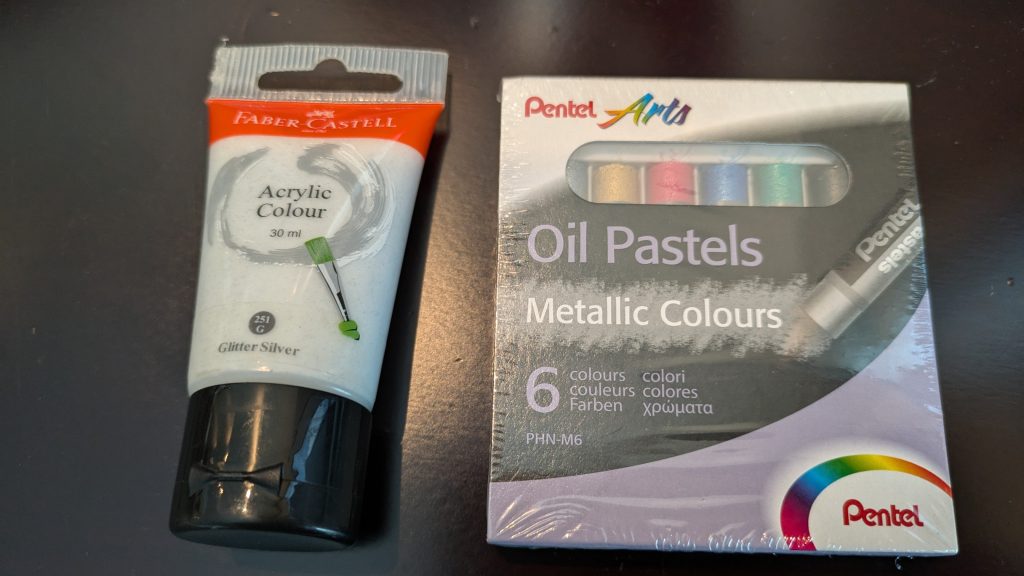 FABER-CASTELL
Acrylic
Colour
30 ml
251
G
Glitter Silver
Pentel Arts
Oil Pastels
Metallic Colours
6 colours colori
couleurs colores
Farben χρώματα
PHN-M6
Pentel
Pentel